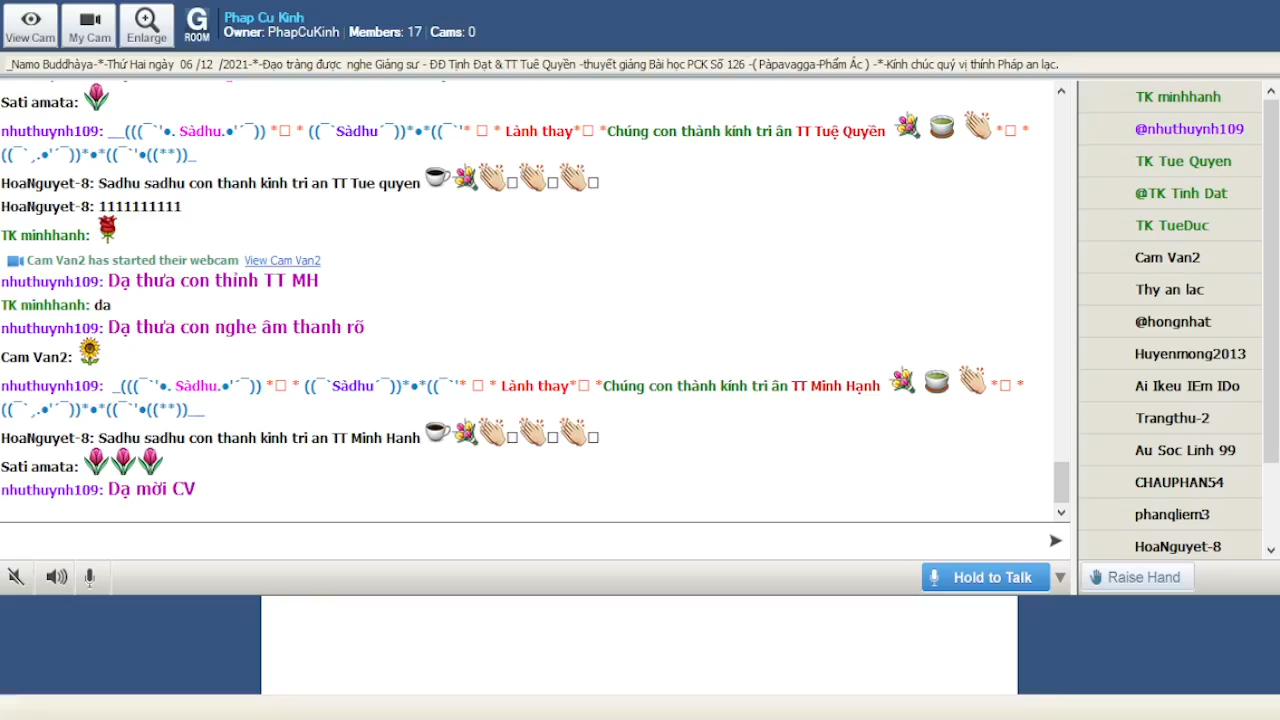 View Cam
My Cam
Enlarge
G ROOM
Phap Cu Kinh
Owner: PhapCuKinh | Members: 17 | Cams: 0
_Namo Buddhàya-*-Thứ Hai ngày 06 /12 /2021-*-Đạo tràng được nghe Giảng sư - ĐĐ Tịnh Đạt & TT Tuê Quyền -thuyết giảng Bài học PCK Số 126 -( Pàpavagga-Phẩm Ác ) -*-Kính chúc quý vị thính Pháp an lạc.
Sati amata: 🌷
nhuthuynh109: __(((¯`'•. Sàdhu.•'´¯)) *□ * ((¯`Sàdhu´¯))*•*((¯`'* □ * Lành thay*□ *Chúng con thành kính tri ân TT Tuệ Quyền 💐 🍵 👏 *□ *
((¯`¸.•'´¯))*•*((¯`'•((**))_
HoaNguyet-8: Sadhu sadhu con thanh kinh tri an TT Tue quyen ☕💐👏□👏□👏□
HoaNguyet-8: 1111111111
TK minhhanh: 🌹
Cam Van2 has started their webcam View Cam Van2
nhuthuynh109: Dạ thưa con thỉnh TT MH
TK minhhanh: da
nhuthuynh109: Dạ thưa con nghe âm thanh rõ
Cam Van2: 🌻
nhuthuynh109: _(((¯`'•. Sàdhu.•'´¯)) *□ * ((¯`Sàdhu´¯))*•*((¯`'* □ * Lành thay*□ *Chúng con thành kính tri ân TT Minh Hạnh 💐 🍵 👏 *□ *
((¯`¸.•'´¯))*•*((¯`'•((**))__
HoaNguyet-8: Sadhu sadhu con thanh kinh tri an TT Minh Hanh ☕💐👏□👏□👏□
Sati amata: 🌷🌷🌷
nhuthuynh109: Dạ mời CV
Hold to Talk
TK minhhanh
@nhuthuynh109
TK Tue Quyen
@TK Tinh Dat
TK TueDuc
Cam Van2
Thy an lac
@hongnhat
Huyenmong2013
Ai Ikeu IEm IDo
Trangthu-2
Au Soc Linh 99
CHAUPHAN54
phanqliem3
HoaNguyet-8
Raise Hand